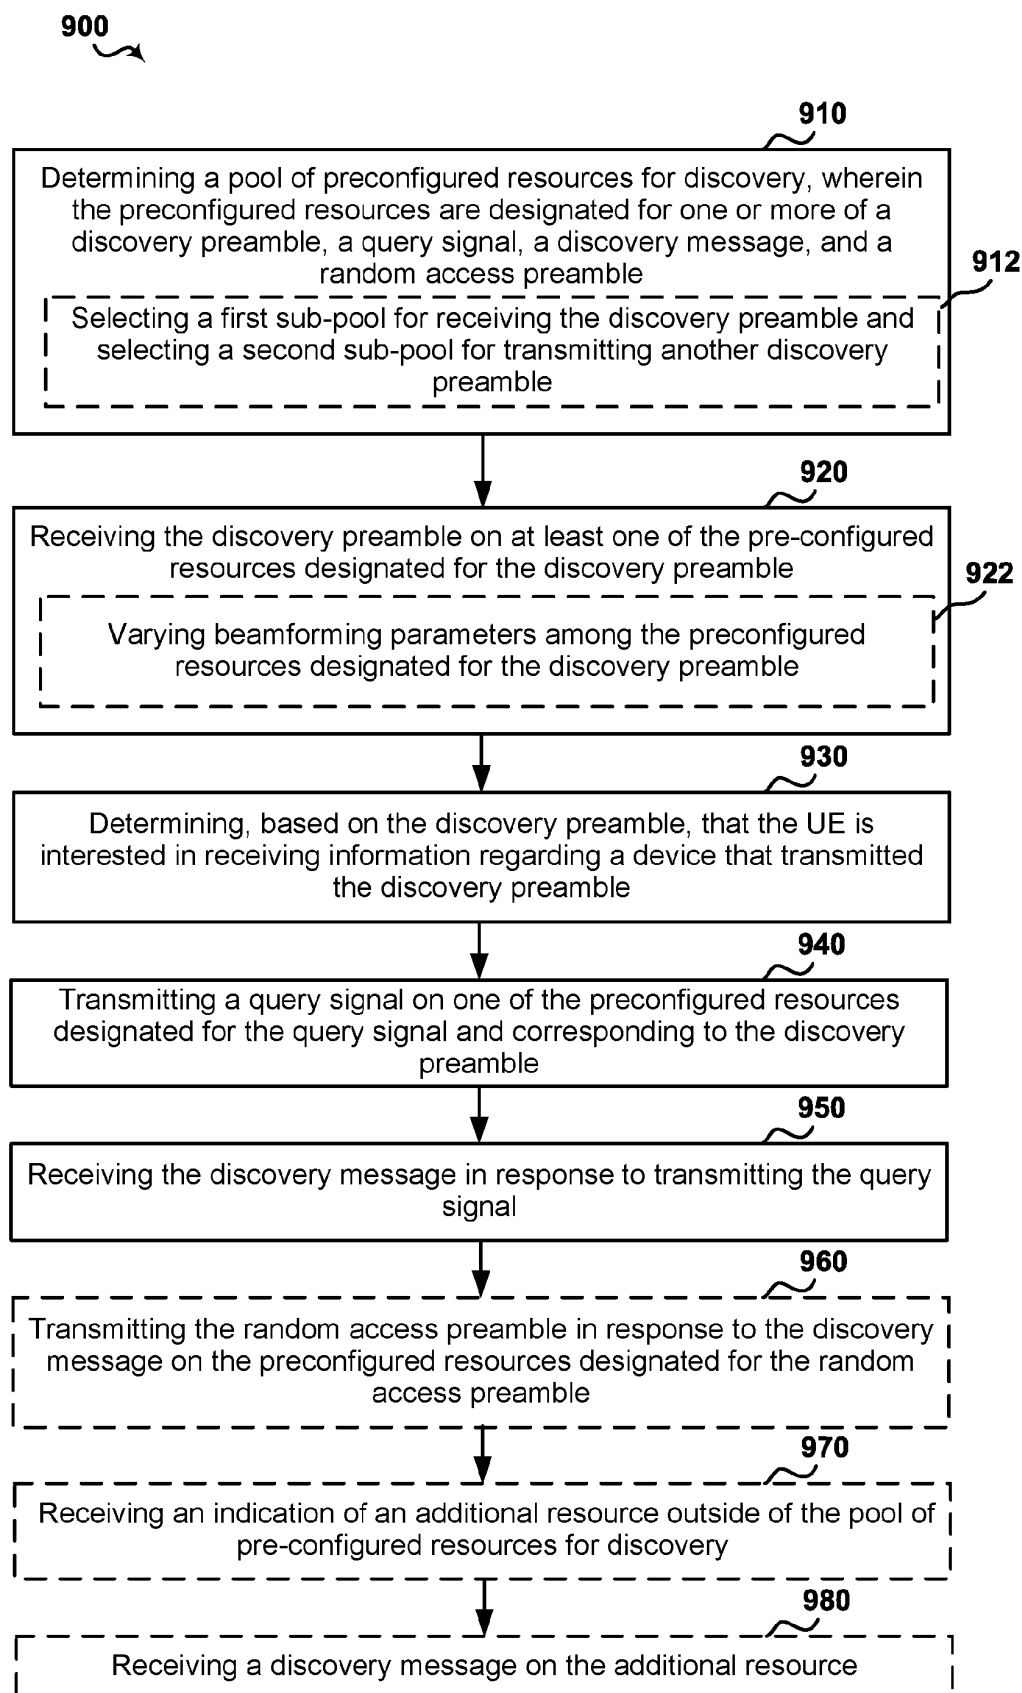 900
910
Determining a pool of preconfigured resources for discovery, wherein
the preconfigured resources are designated for one or more of a
discovery preamble, a query signal, a discovery message, and a
random access preamble
912
Selecting a first sub-pool for receiving the discovery preamble and
selecting a second sub-pool for transmitting another discovery
preamble
920
Receiving the discovery preamble on at least one of the pre-configured
resources designated for the discovery preamble
922
Varying beamforming parameters among the preconfigured
resources designated for the discovery preamble
930
Determining, based on the discovery preamble, that the UE is
interested in receiving information regarding a device that transmitted
the discovery preamble
940
Transmitting a query signal on one of the preconfigured resources
designated for the query signal and corresponding to the discovery
preamble
950
Receiving the discovery message in response to transmitting the query
signal
960
Transmitting the random access preamble in response to the discovery
message on the preconfigured resources designated for the random
access preamble
970
Receiving an indication of an additional resource outside of the pool of
pre-configured resources for discovery
980
Receiving a discovery message on the additional resource